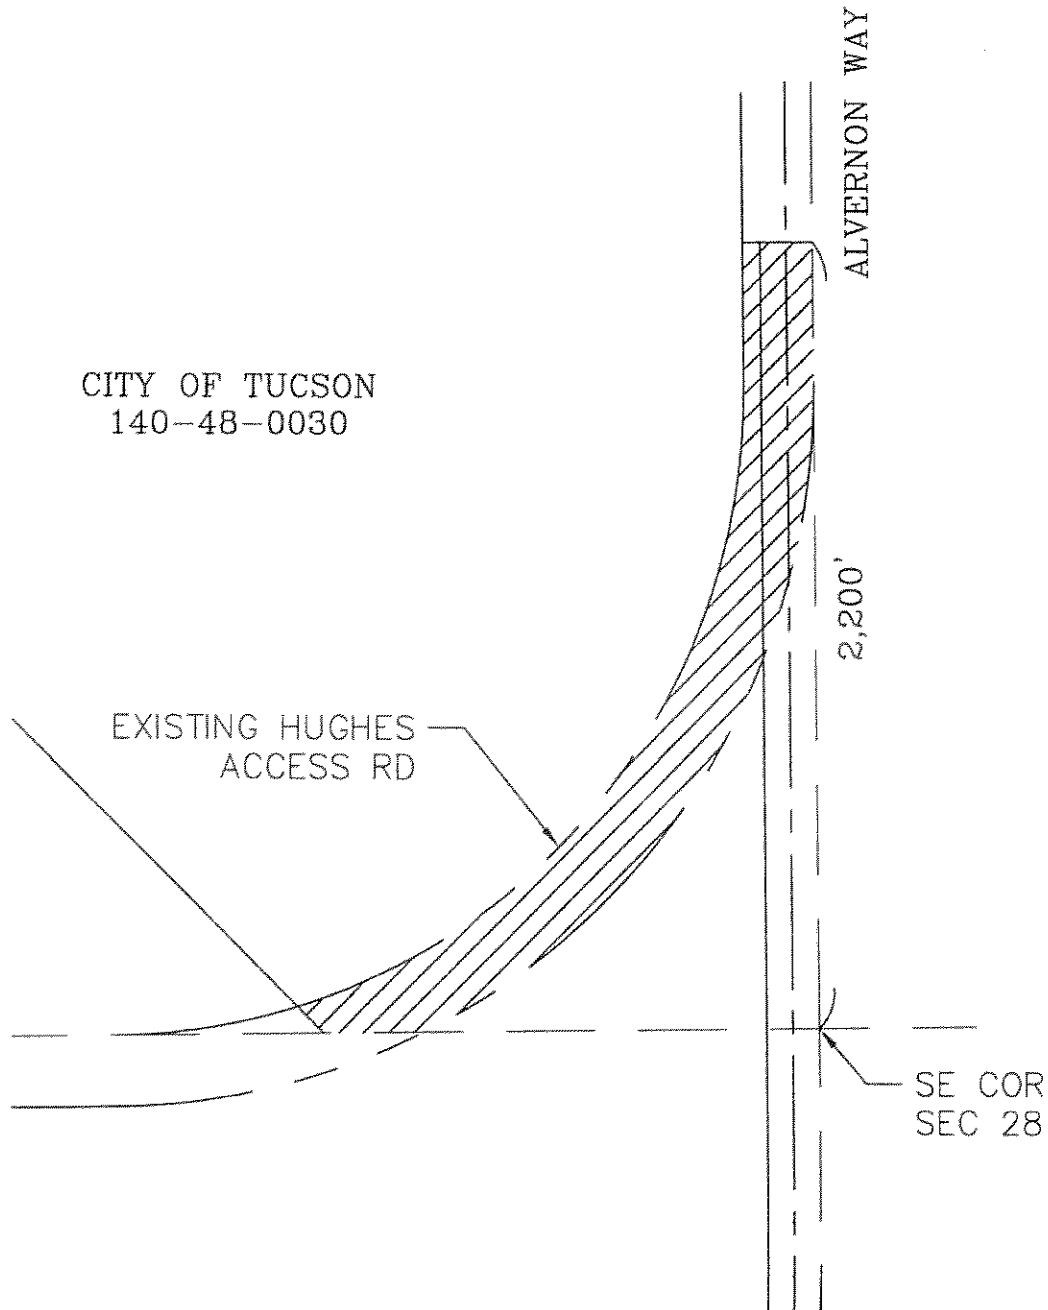 ALVERNON WAY
CITY OF TUCSON
140-48-0030
2,200'
EXISTING HUGHES
ACCESS RD
SE COR
SEC 28